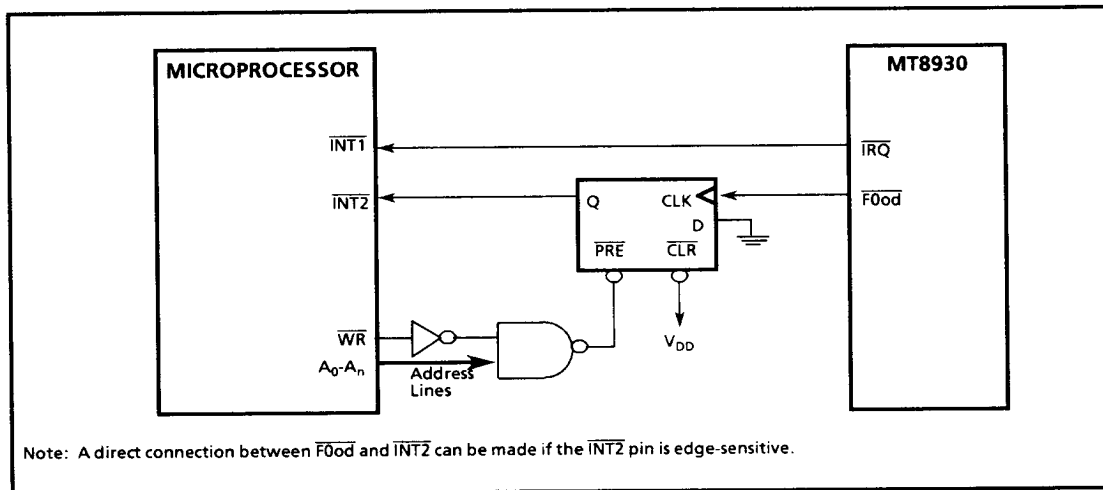 MICROPROCESSOR
MT8930
INT1
IRQ
INT2
Q
CLK
F0od
D
PRE
CLR
WR
V_DD
A0-An
Address
Lines
Note: A direct connection between F0od and INT2 can be made if the INT2 pin is edge-sensitive.